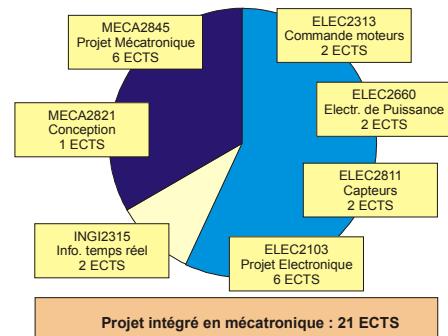 MECA2845
Projet Mécatronique
6 ECTS
ELEC2313
Commande moteurs
2 ECTS
ELEC2660
Electr. de Puissance
2 ECTS
MECA2821
Conception
1 ECTS
ELEC2811
Capteurs
2 ECTS
INGI2315
Info. temps réel
2 ECTS
ELEC2103
Projet Electronique
6 ECTS
Projet intégré en mécatronique : 21 ECTS